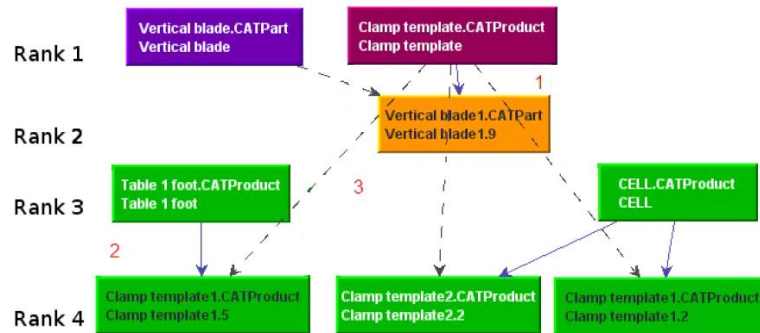 Rank 1
Vertical blade.CATPart
Vertical blade
Clamp template.CATProduct
Clamp template
1
Rank 2
Vertical blade1.CATPart
Vertical blade1.9
Rank 3
Table 1 foot.CATProduct
Table 1 foot
3
CELL.CATProduct
CELL
2
Rank 4
Clamp template1.CATProduct
Clamp template1.5
Clamp template2.CATProduct
Clamp template2.2
Clamp template1.CATProduct
Clamp template1.2